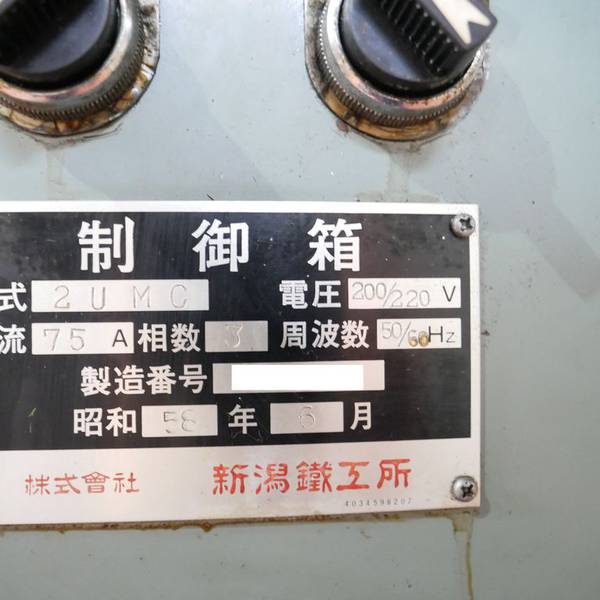 制御箱
式 2UMC 電圧 200/220 V
流 75 A 相数 3 周波数 50/60 Hz
製造番号
昭和 58 年 6 月
株式會社 新潟鐵工所
4034598207